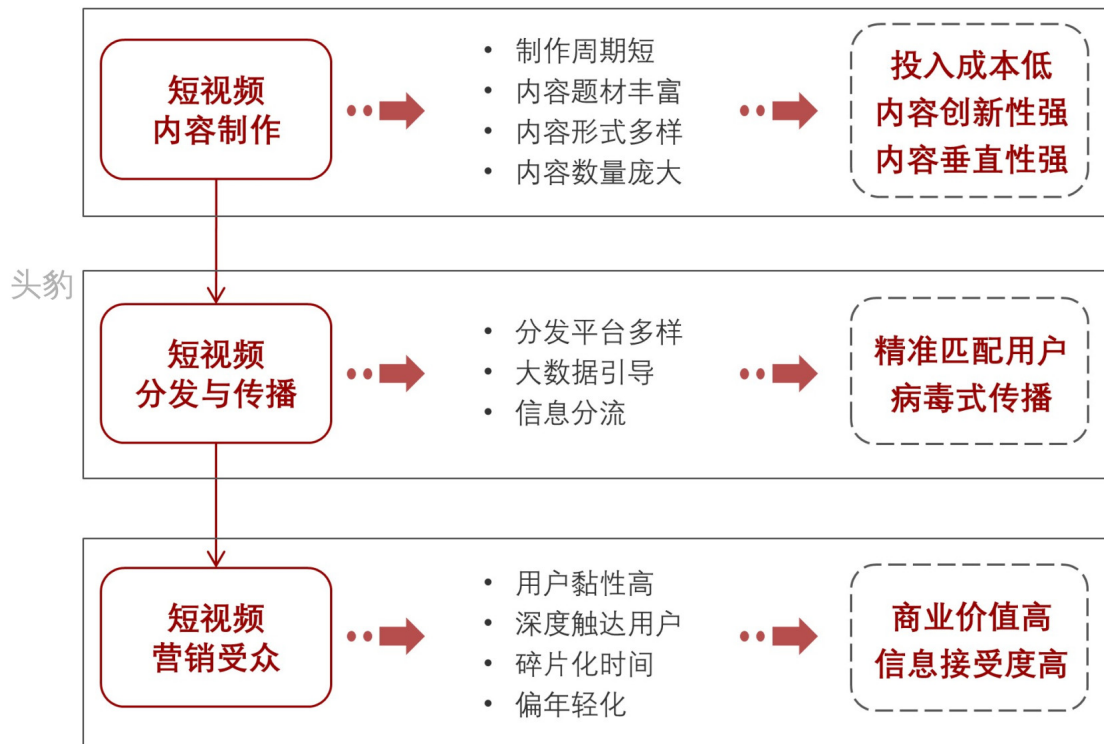 短视频
内容制作
• 制作周期短
• 内容题材丰富
• 内容形式多样
• 内容数量庞大
投入成本低
内容创新性强
内容垂直性强
头豹
短视频
分发与传播
• 分发平台多样
• 大数据引导
• 信息分流
精准匹配用户
病毒式传播
短视频
营销受众
• 用户黏性高
• 深度触达用户
• 碎片化时间
• 偏年轻化
商业价值高
信息接受度高